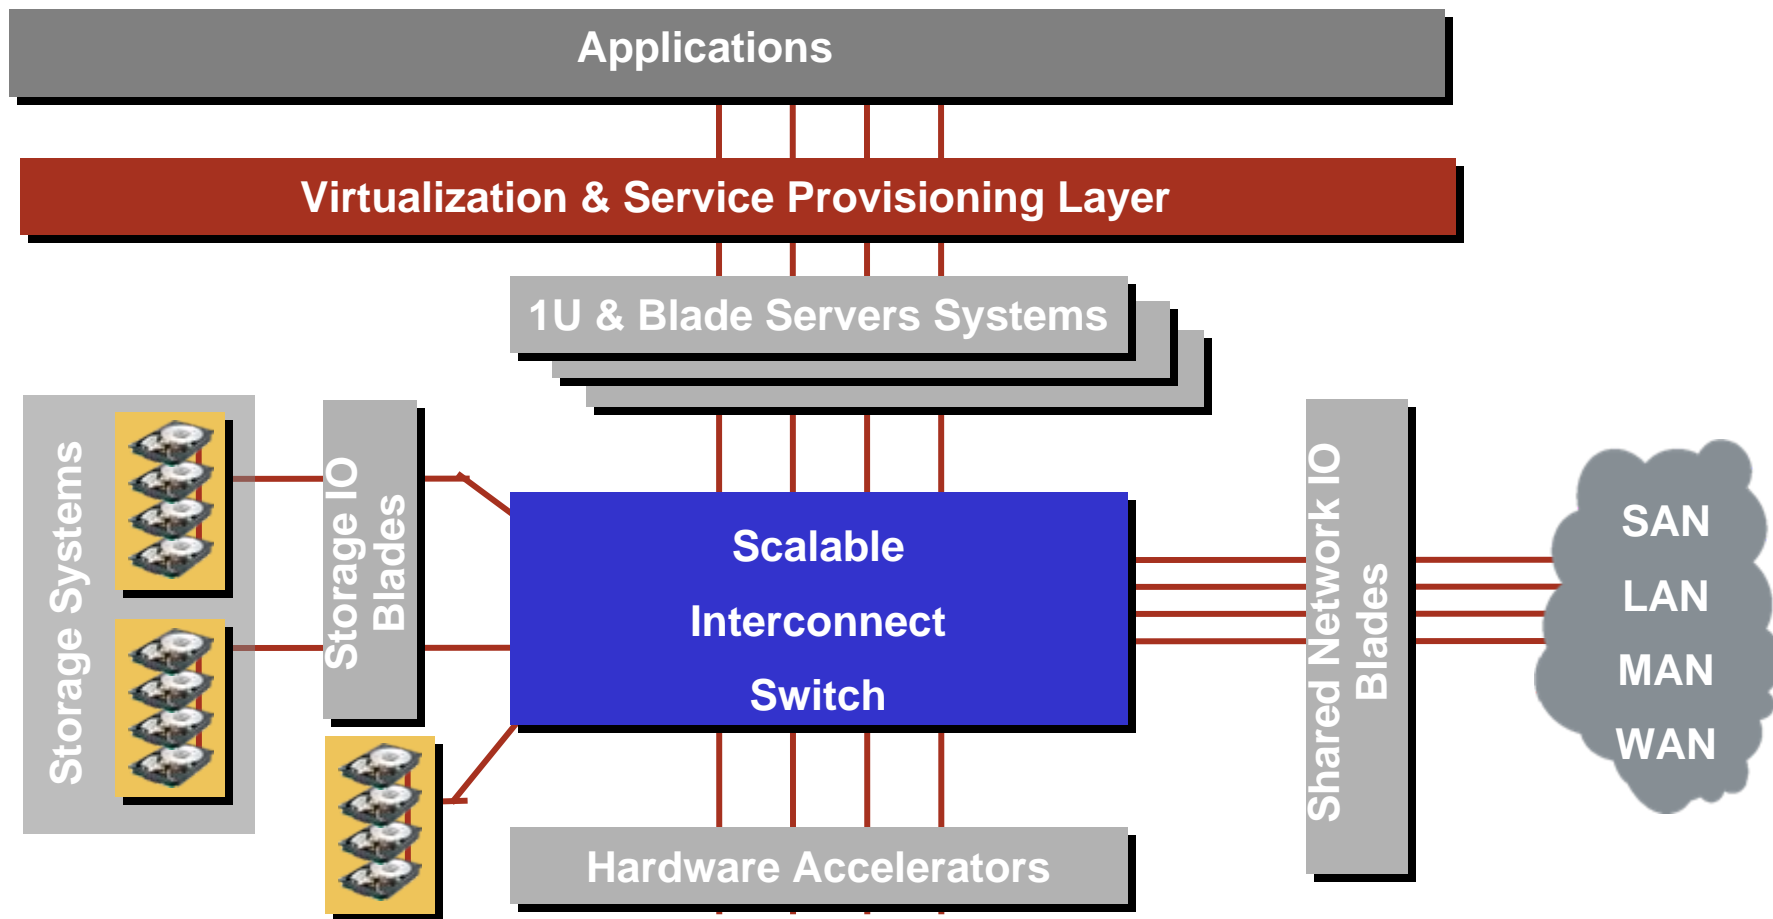 Applications
Virtualization & Service Provisioning Layer
1U & Blade Servers Systems
Storage Systems
Storage IO
Blades
Scalable
Interconnect
Switch
Shared Network IO
Blades
SAN
LAN
MAN
WAN
Hardware Accelerators